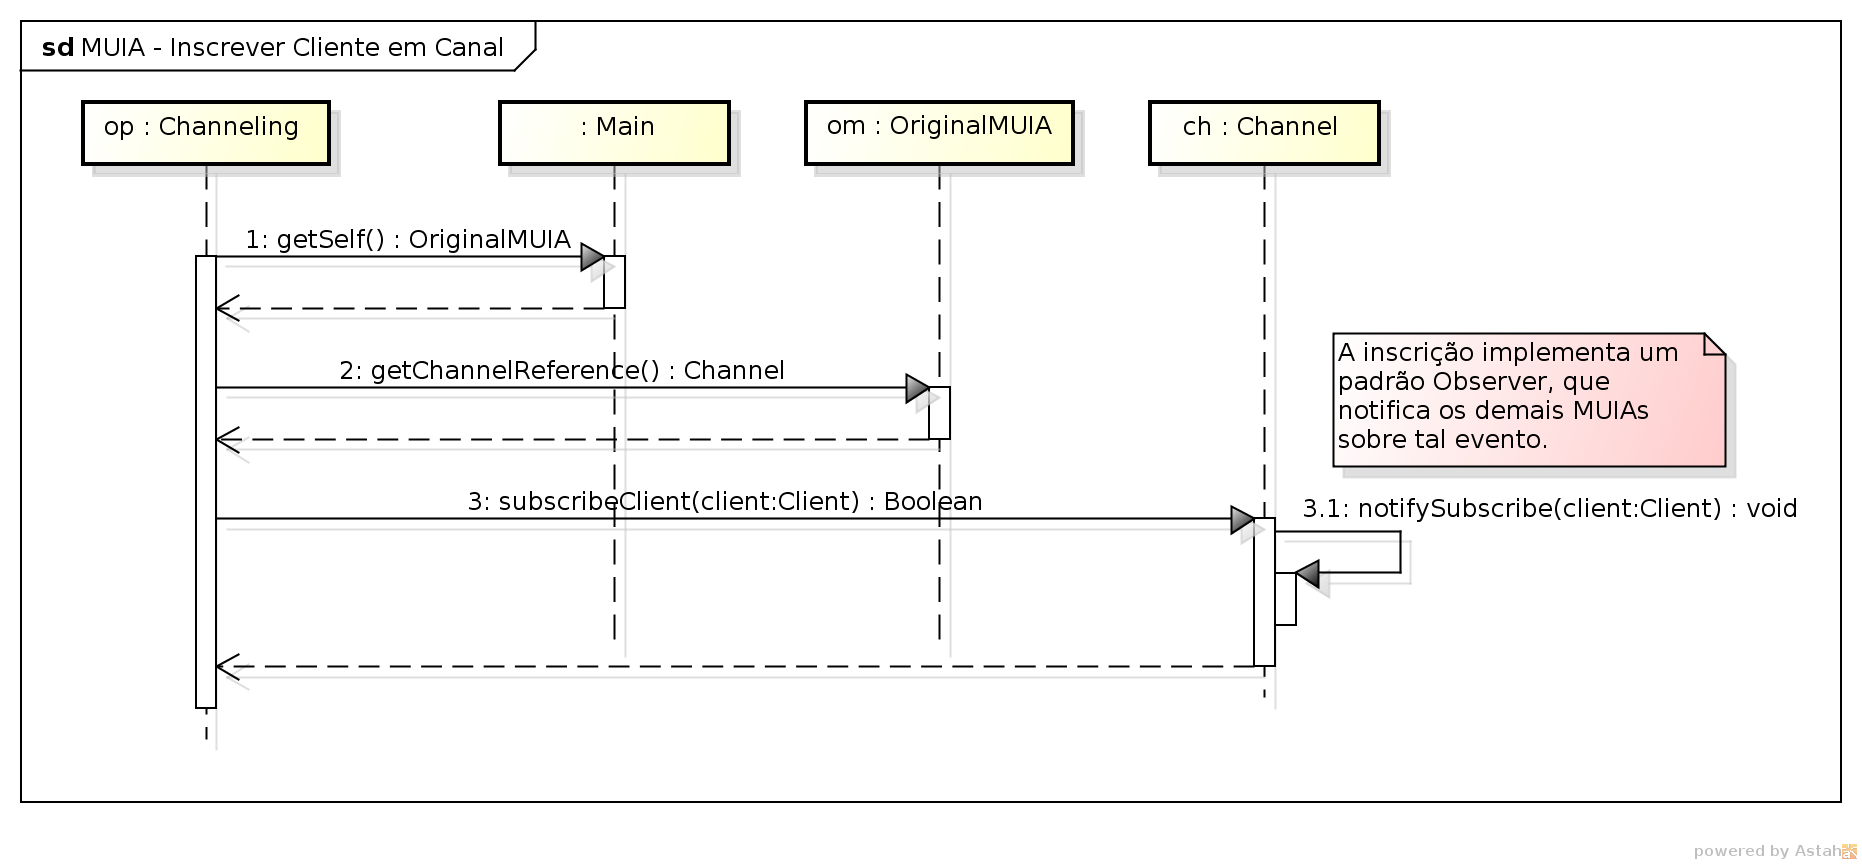 sd MUIA - Inscrever Cliente em Canal
op : Channeling
: Main
om : OriginalMUIA
ch : Channel
1: getSelf() : OriginalMUIA
2: getChannelReference() : Channel
A inscrição implementa um
padrão Observer, que
notifica os demais MUIAs
sobre tal evento.
3: subscribeClient(client:Client) : Boolean
3.1: notifySubscribe(client:Client) : void
powered by Astah